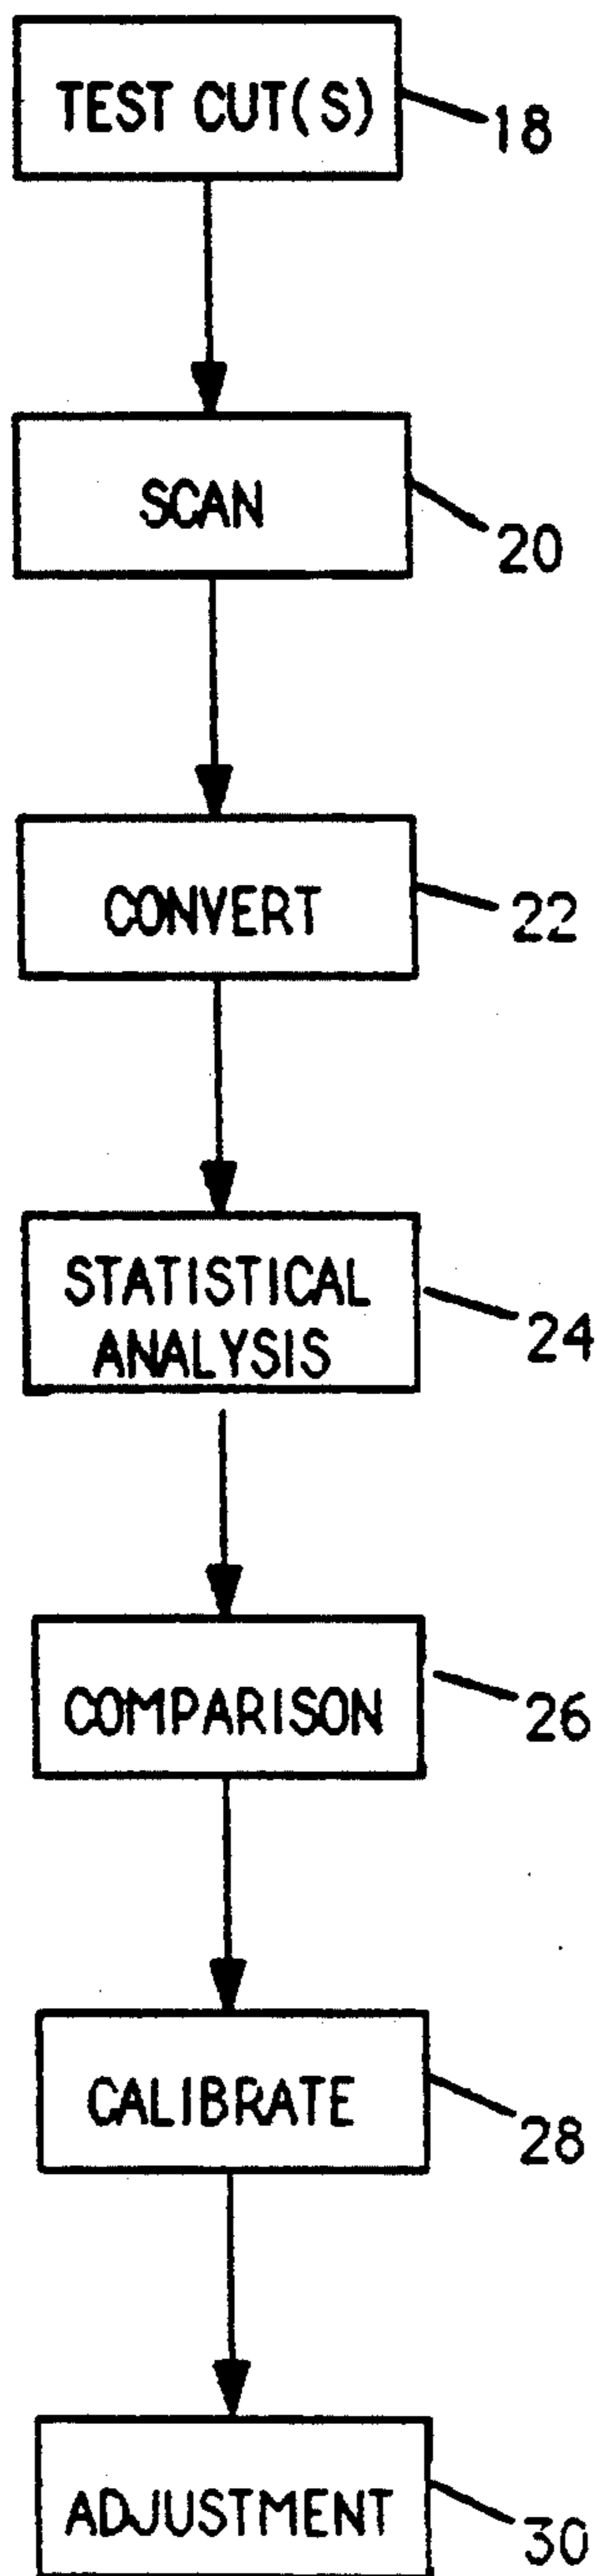 TEST CUT(S)
18
SCAN
20
CONVERT
22
STATISTICAL
ANALYSIS
24
COMPARISON
26
CALIBRATE
28
ADJUSTMENT
30